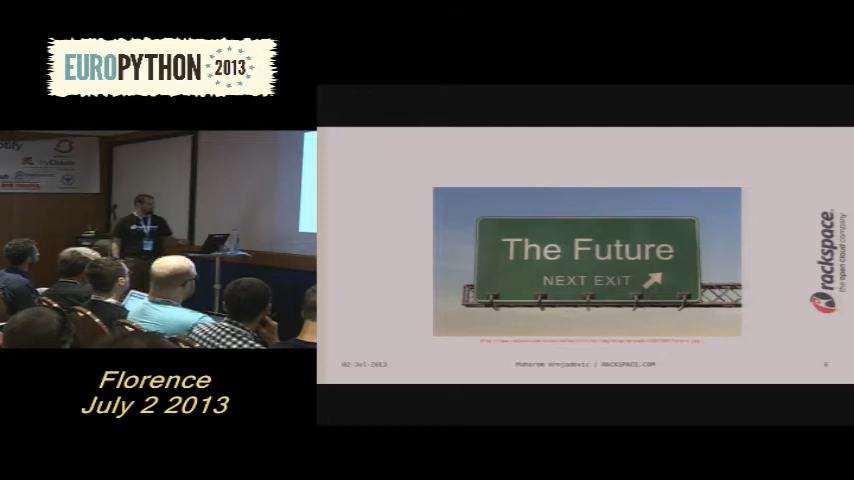 EUROPYTHON 2013
Florence
July 2 2013
The Future
NEXT EXIT
rackspace
the open cloud company
02-Jul-2013
| RACKSPACE.COM
6